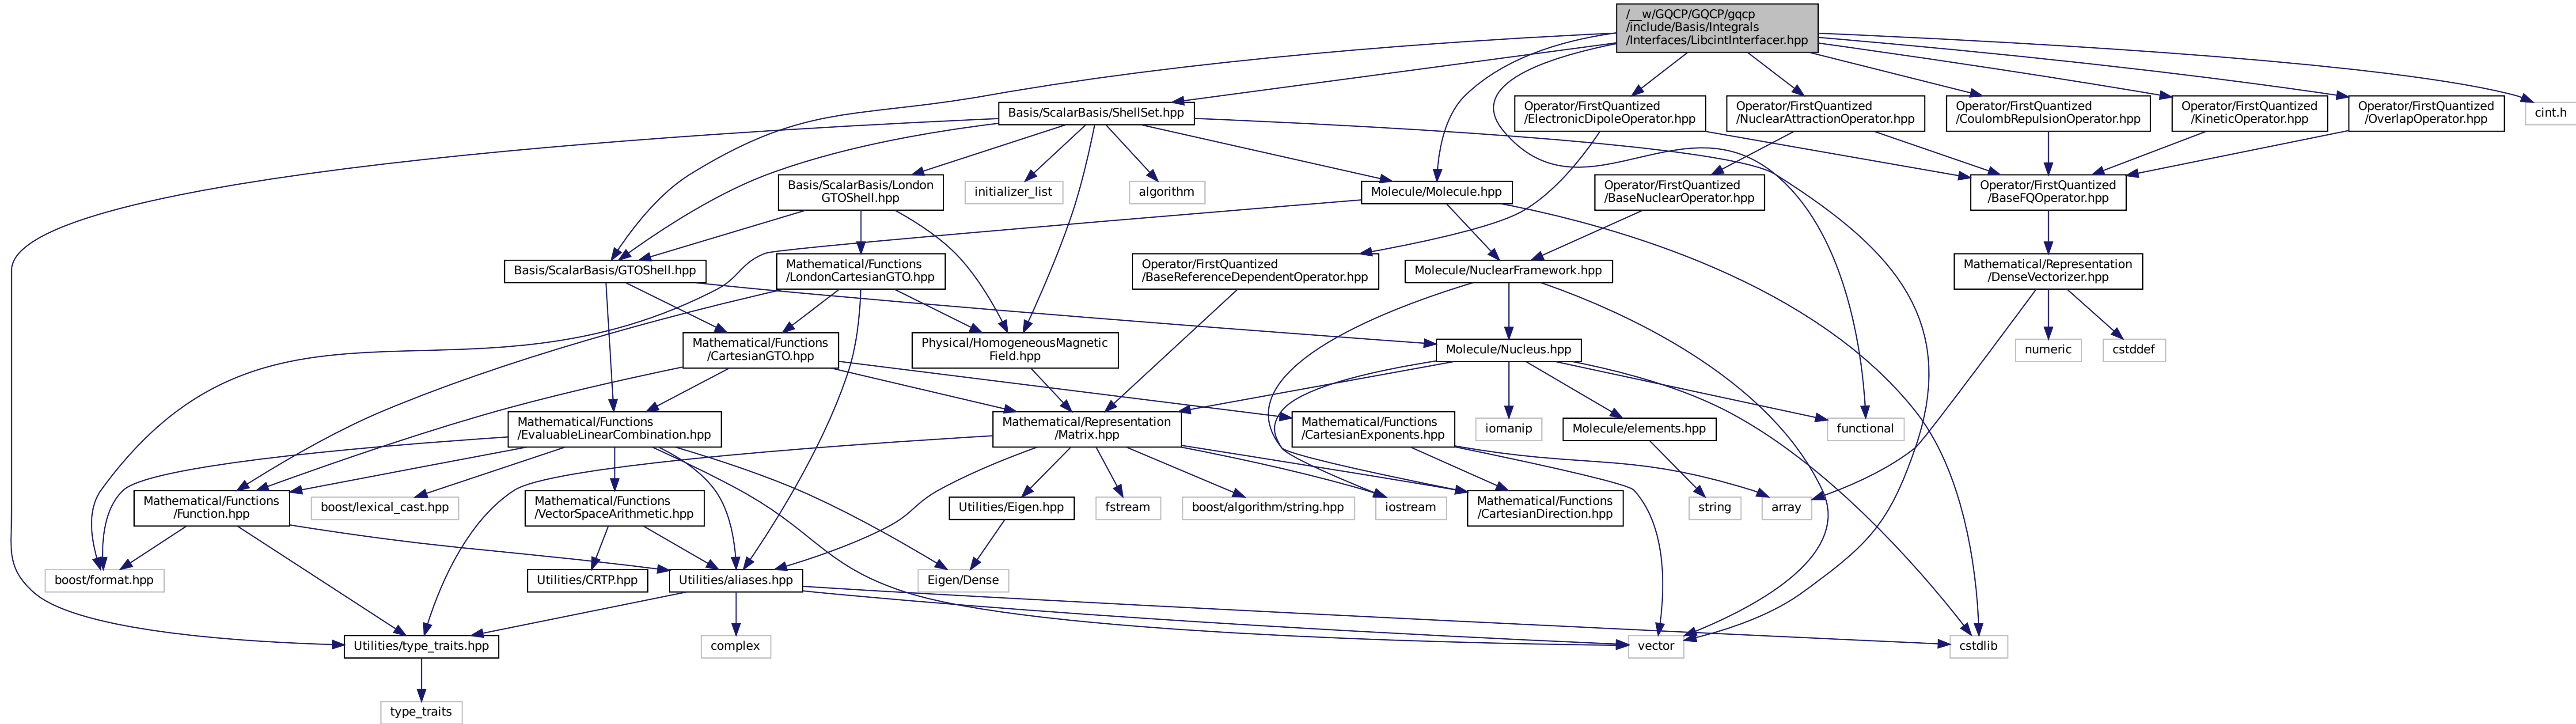 /__w/GQCP/GQCP/gqcp
/include/Basis/Integrals
/Interfaces/LibcintInterfacer.hpp
Basis/ScalarBasis/ShellSet.hpp
Operator/FirstQuantized
/ElectronicDipoleOperator.hpp
Operator/FirstQuantized
/NuclearAttractionOperator.hpp
Operator/FirstQuantized
/CoulombRepulsionOperator.hpp
Operator/FirstQuantized
/KineticOperator.hpp
Operator/FirstQuantized
/OverlapOperator.hpp
cint.h
Basis/ScalarBasis/London
GTOShell.hpp
initializer_list
algorithm
Molecule/Molecule.hpp
Operator/FirstQuantized
/BaseNuclearOperator.hpp
Operator/FirstQuantized
/BaseFQOperator.hpp
Basis/ScalarBasis/GTOShell.hpp
Mathematical/Functions
/LondonCartesianGTO.hpp
Operator/FirstQuantized
/BaseReferenceDependentOperator.hpp
Molecule/NuclearFramework.hpp
Mathematical/Representation
/DenseVectorizer.hpp
Mathematical/Functions
/CartesianGTO.hpp
Physical/HomogeneousMagnetic
Field.hpp
Molecule/Nucleus.hpp
numeric
cstddef
Mathematical/Functions
/EvaluableLinearCombination.hpp
Mathematical/Representation
/Matrix.hpp
Mathematical/Functions
/CartesianExponents.hpp
iomanip
Molecule/elements.hpp
functional
Mathematical/Functions
/Function.hpp
boost/lexical_cast.hpp
Mathematical/Functions
/VectorSpaceArithmetic.hpp
Utilities/Eigen.hpp
fstream
boost/algorithm/string.hpp
iostream
Mathematical/Functions
/CartesianDirection.hpp
string
array
boost/format.hpp
Utilities/CRTP.hpp
Utilities/aliases.hpp
Eigen/Dense
Utilities/type_traits.hpp
complex
vector
cstdlib
type_traits